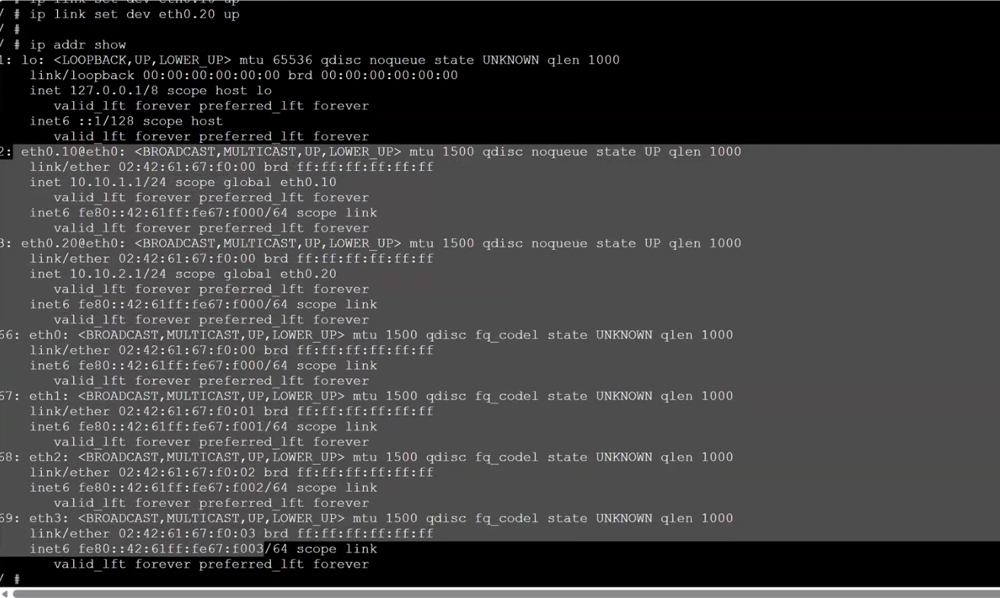 / # ip link set dev eth0.10 up
/ # ip link set dev eth0.20 up
/ #
/ # ip addr show
1: lo: <LOOPBACK,UP,LOWER_UP> mtu 65536 qdisc noqueue state UNKNOWN qlen 1000
link/loopback 00:00:00:00:00:00 brd 00:00:00:00:00:00
inet 127.0.0.1/8 scope host lo
valid_lft forever preferred_lft forever
inet6 ::1/128 scope host
valid_lft forever preferred_lft forever
2: eth0.10@eth0: <BROADCAST,MULTICAST,UP,LOWER_UP> mtu 1500 qdisc noqueue state UP qlen 1000
link/ether 02:42:61:67:f0:00 brd ff:ff:ff:ff:ff:ff
inet 10.10.1.1/24 scope global eth0.10
valid_lft forever preferred_lft forever
inet6 fe80::42:61ff:fe67:f000/64 scope link
valid_lft forever preferred_lft forever
3: eth0.20@eth0: <BROADCAST,MULTICAST,UP,LOWER_UP> mtu 1500 qdisc noqueue state UP qlen 1000
link/ether 02:42:61:67:f0:00 brd ff:ff:ff:ff:ff:ff
inet 10.10.2.1/24 scope global eth0.20
valid_lft forever preferred_lft forever
inet6 fe80::42:61ff:fe67:f000/64 scope link
valid_lft forever preferred_lft forever
66: eth0: <BROADCAST,MULTICAST,UP,LOWER_UP> mtu 1500 qdisc fq_codel state UNKNOWN qlen 1000
link/ether 02:42:61:67:f0:00 brd ff:ff:ff:ff:ff:ff
inet6 fe80::42:61ff:fe67:f000/64 scope link
valid_lft forever preferred_lft forever
67: eth1: <BROADCAST,MULTICAST,UP,LOWER_UP> mtu 1500 qdisc fq_codel state UNKNOWN qlen 1000
link/ether 02:42:61:67:f0:01 brd ff:ff:ff:ff:ff:ff
inet6 fe80::42:61ff:fe67:f001/64 scope link
valid_lft forever preferred_lft forever
68: eth2: <BROADCAST,MULTICAST,UP,LOWER_UP> mtu 1500 qdisc fq_codel state UNKNOWN qlen 1000
link/ether 02:42:61:67:f0:02 brd ff:ff:ff:ff:ff:ff
inet6 fe80::42:61ff:fe67:f002/64 scope link
valid_lft forever preferred_lft forever
69: eth3: <BROADCAST,MULTICAST,UP,LOWER_UP> mtu 1500 qdisc fq_codel state UNKNOWN qlen 1000
link/ether 02:42:61:67:f0:03 brd ff:ff:ff:ff:ff:ff
inet6 fe80::42:61ff:fe67:f003/64 scope link
valid_lft forever preferred_lft forever
/ #